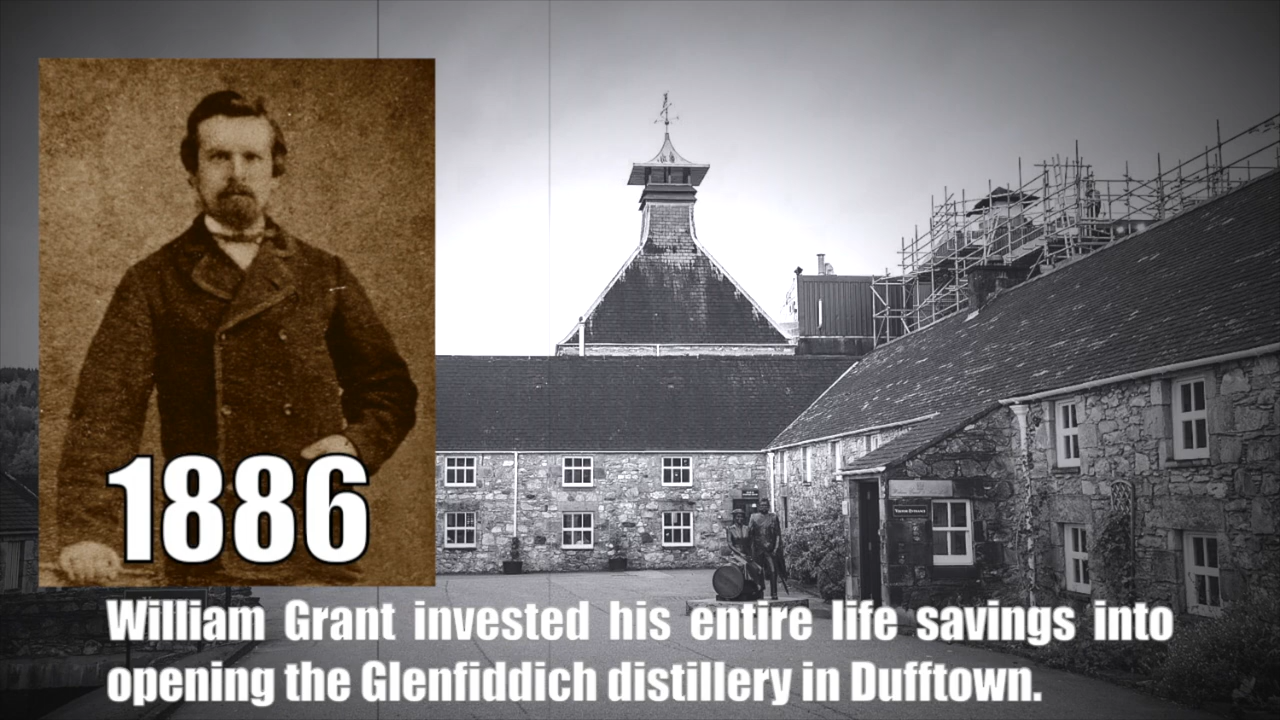 1886
William Grant invested his entire life savings into
opening the Glenfiddich distillery in Dufftown.